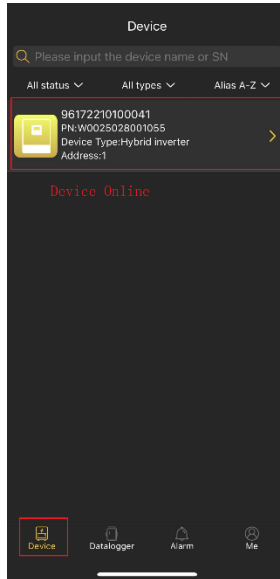 Device
Please input the device name or SN
All status All types Alias A-Z
96172210100041
PN:W0025028001055
Device Type:Hybrid inverter
Address:1
Device Online
Device Datalogger Alarm Me